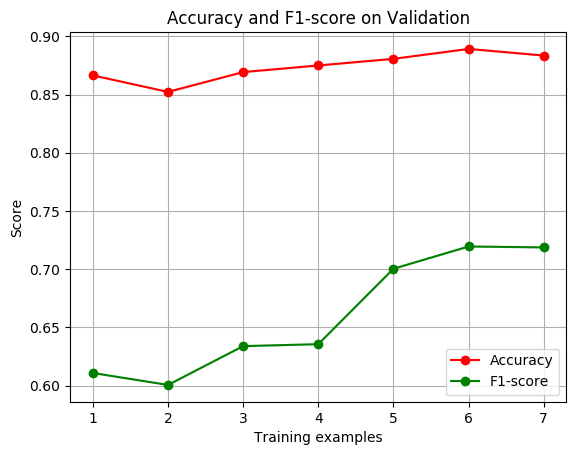 Accuracy and F1-score on Validation
0.90
0.85
0.80
0.75
0.70
0.65
0.60
Score
Accuracy
F1-score
1 2 3 4 5 6 7
Training examples